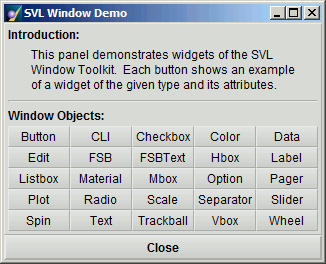 SVL Window Demo
Introduction:
This panel demonstrates widgets of the SVL
Window Toolkit. Each button shows an example
of a widget of the given type and its attributes.
Window Objects:
Button CLI Checkbox Color Data
Edit FSB FSBText Hbox Label
Listbox Material Mbox Option Pager
Plot Radio Scale Separator Slider
Spin Text Trackball Vbox Wheel
Close